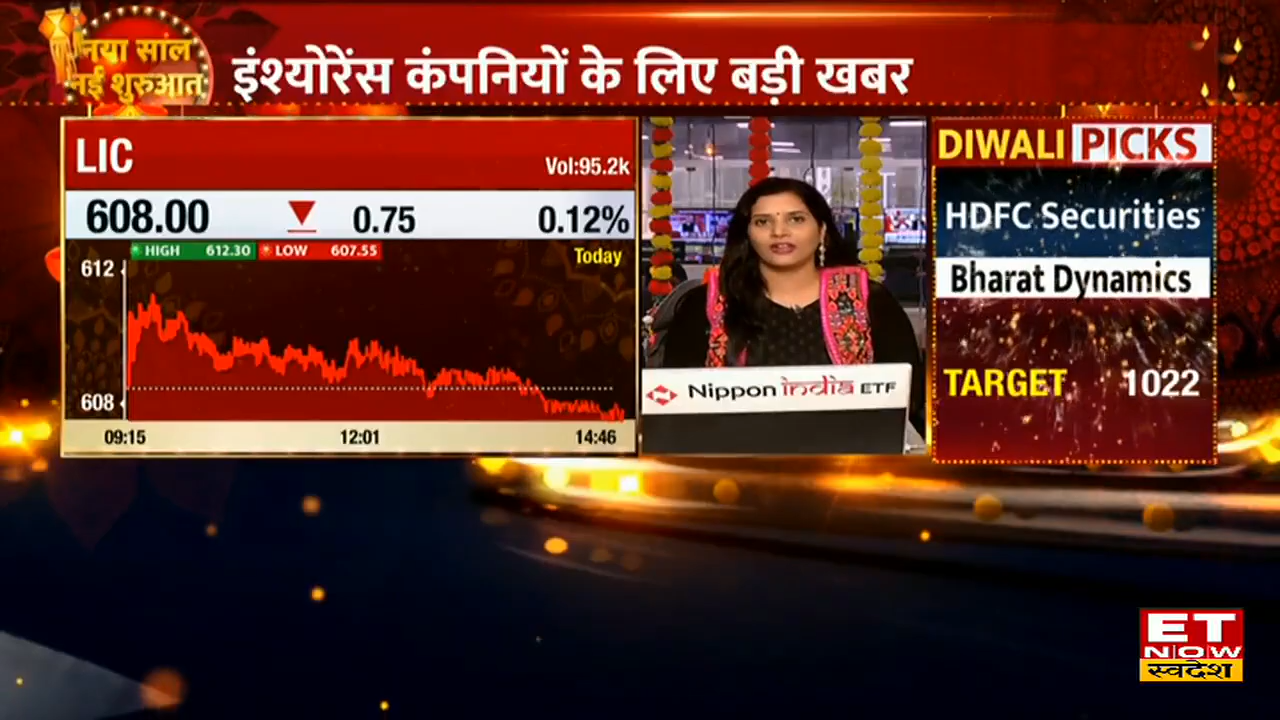 नया साल
नई शुरुआत
इंश्योरेंस कंपनियों के लिए बड़ी खबर
LIC
Vol:95.2k
608.00 0.75 0.12%
HIGH 612.30 LOW 607.55
Today
612
608
09:15 12:01 14:46
Nippon india ETF
DIWALI PICKS
HDFC Securities
Bharat Dynamics
TARGET 1022
ET
NOW
स्वदेश